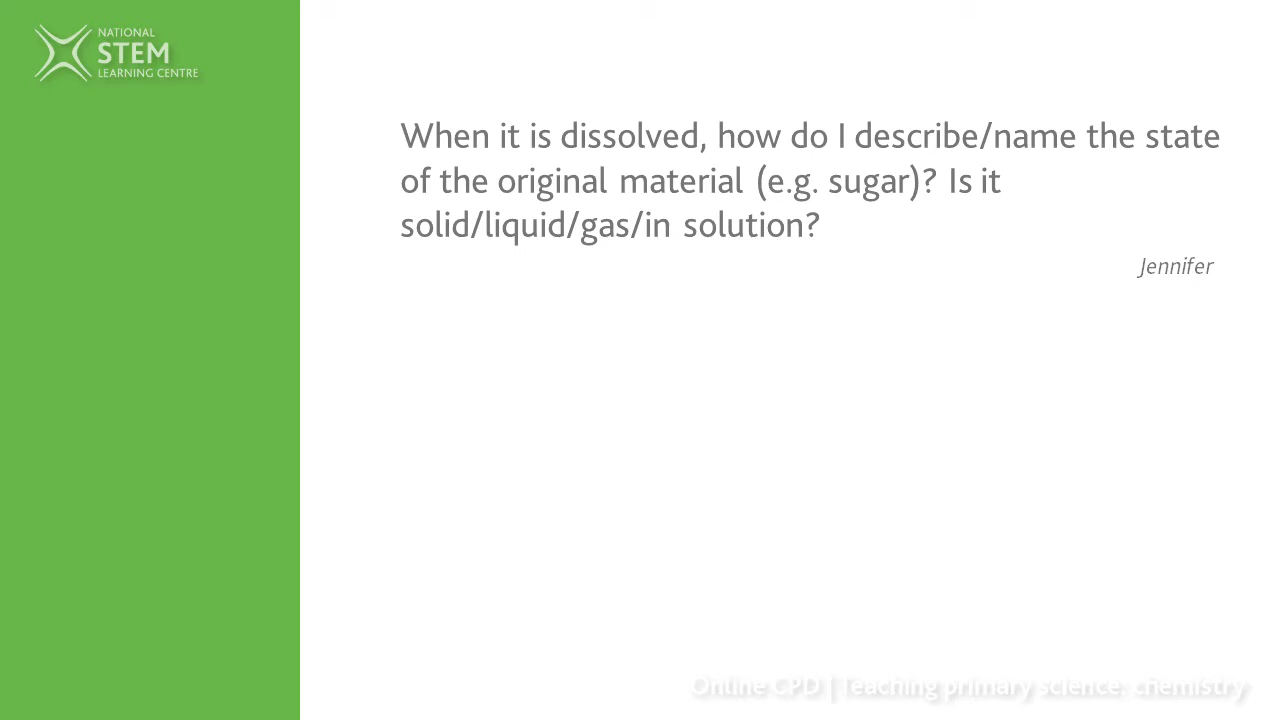 NATIONAL
STEM
LEARNING CENTRE
When it is dissolved, how do I describe/name the state
of the original material (e.g. sugar)? Is it
solid/liquid/gas/in solution?
Jennifer
Online CPD | Teaching primary science: chemistry